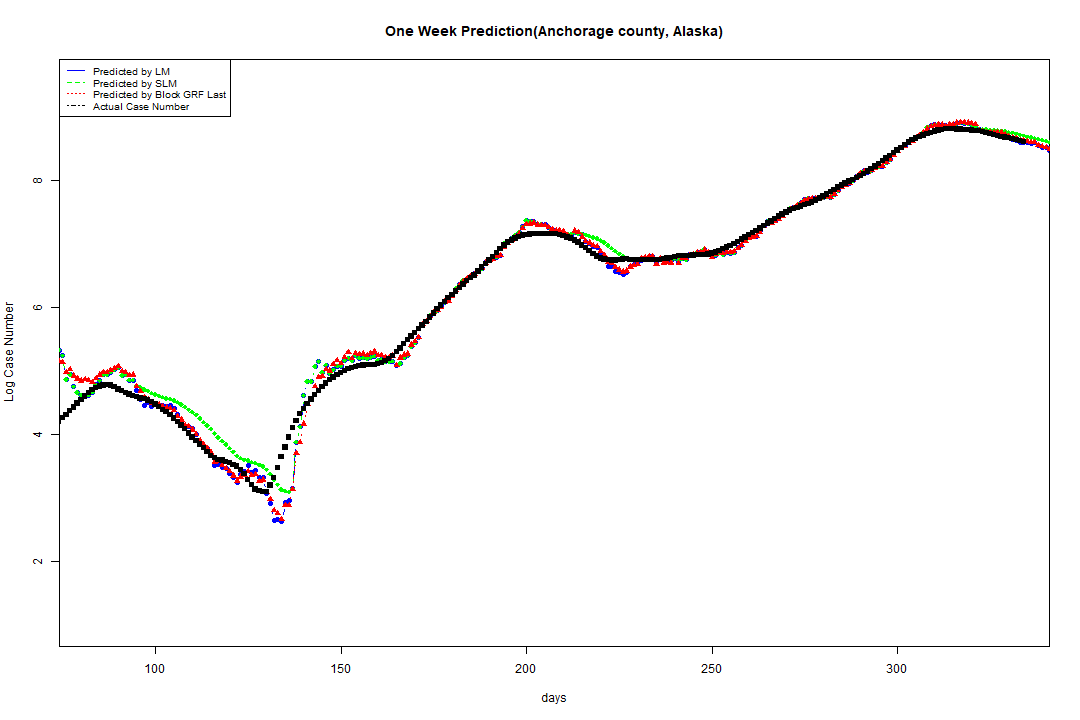 One Week Prediction(Anchorage county, Alaska)
Predicted by LM
Predicted by SLM
Predicted by Block GRF Last
Actual Case Number
Log Case Number
8
6
4
2
100 150 200 250 300
days